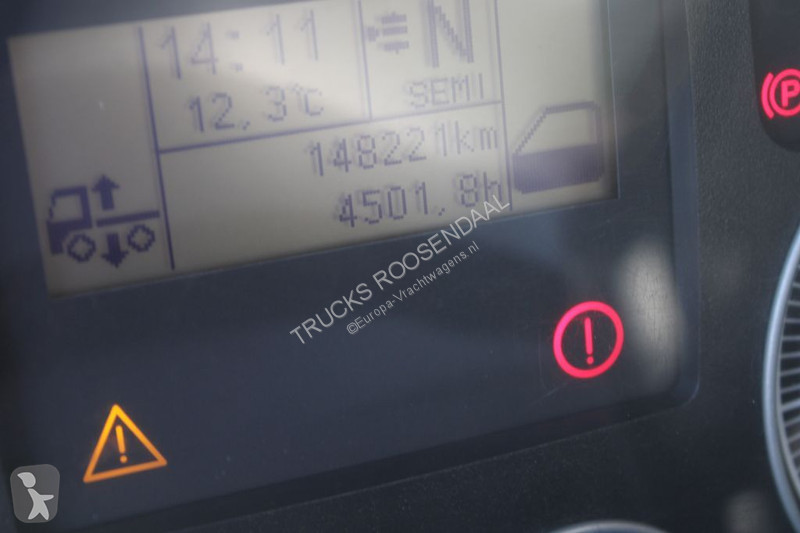 14:11
N
12,3°C
SEMI
148221km
4501,8h
P
TRUCKS ROOSENDAAL
©Europa-Vrachtwagens.nl